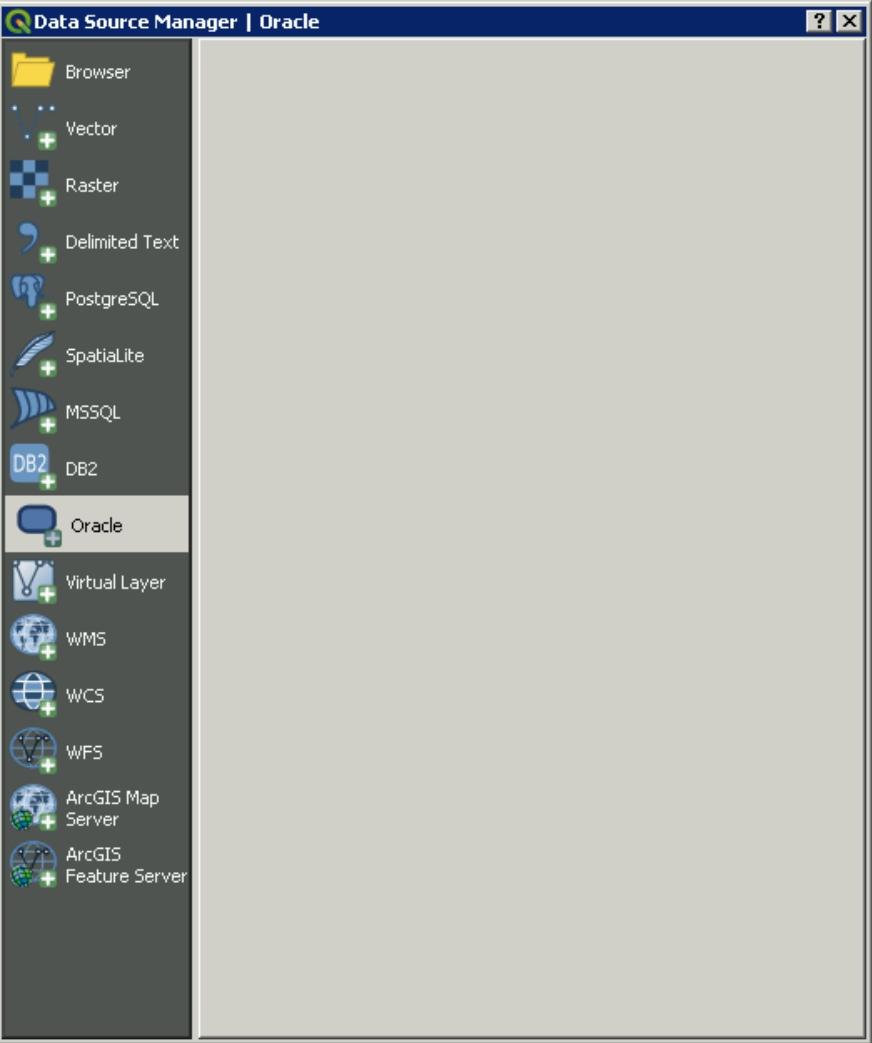 Data Source Manager | Oracle
Browser
Vector
Raster
Delimited Text
PostgreSQL
SpatiaLite
MSSQL
DB2
DB2
Oracle
Virtual Layer
WMS
WCS
WFS
ArcGIS Map
Server
ArcGIS
Feature Server